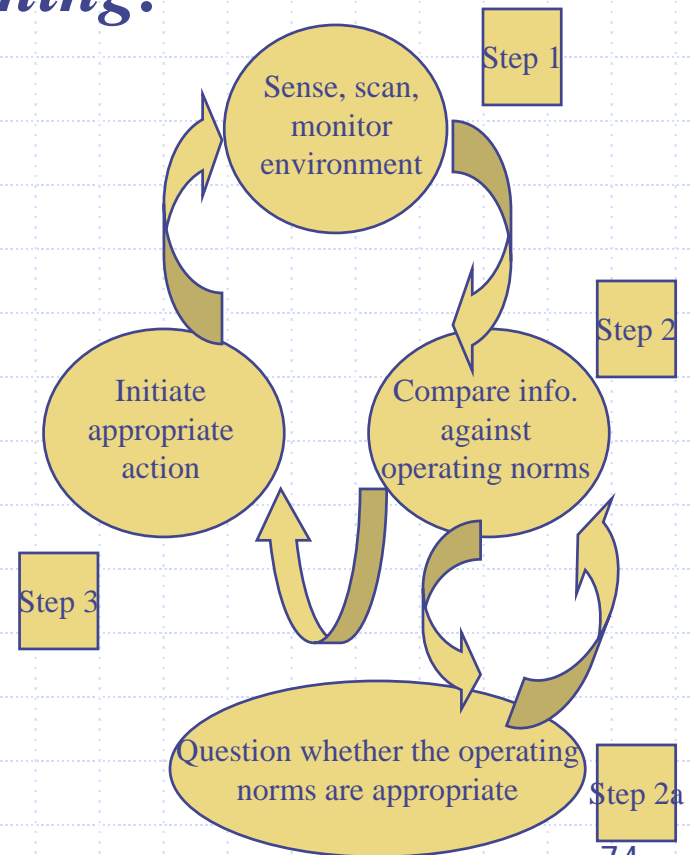 Step 1
Sense, scan,
monitor
environment
Step 2
Compare info.
against
operating norms
Initiate
appropriate
action
Step 3
Question whether the operating
norms are appropriate
Step 2a